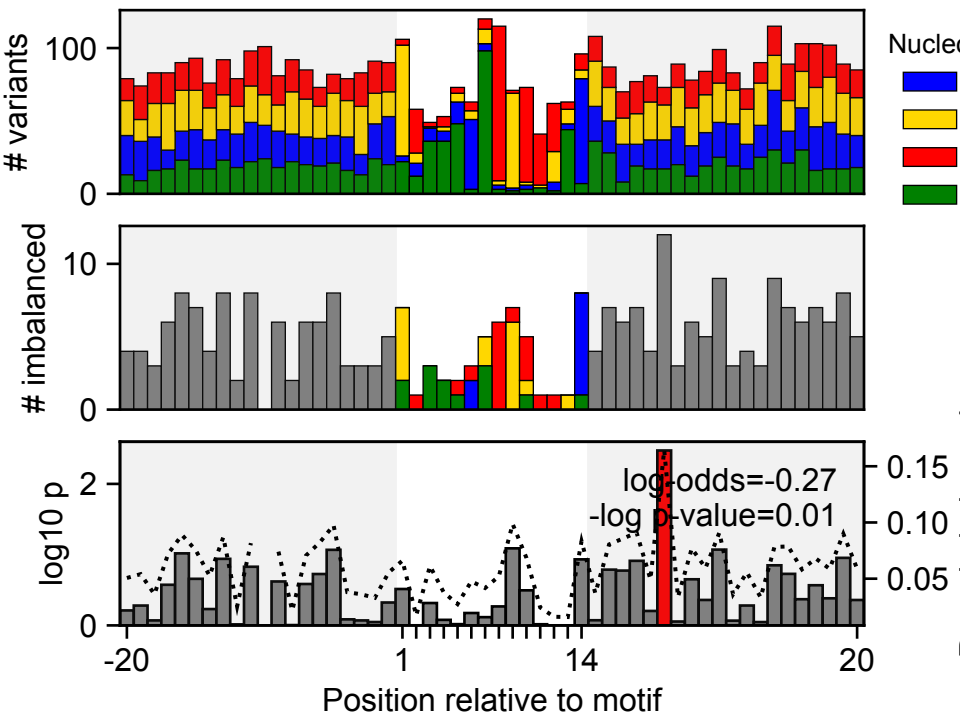 # variants
100
0
Nuclec
# imbalanced
10
0
log10 p
2
0
log-odds=-0.27
-log p-value=0.01
0.15
0.10
0.05
-20
1
14
20
Position relative to motif